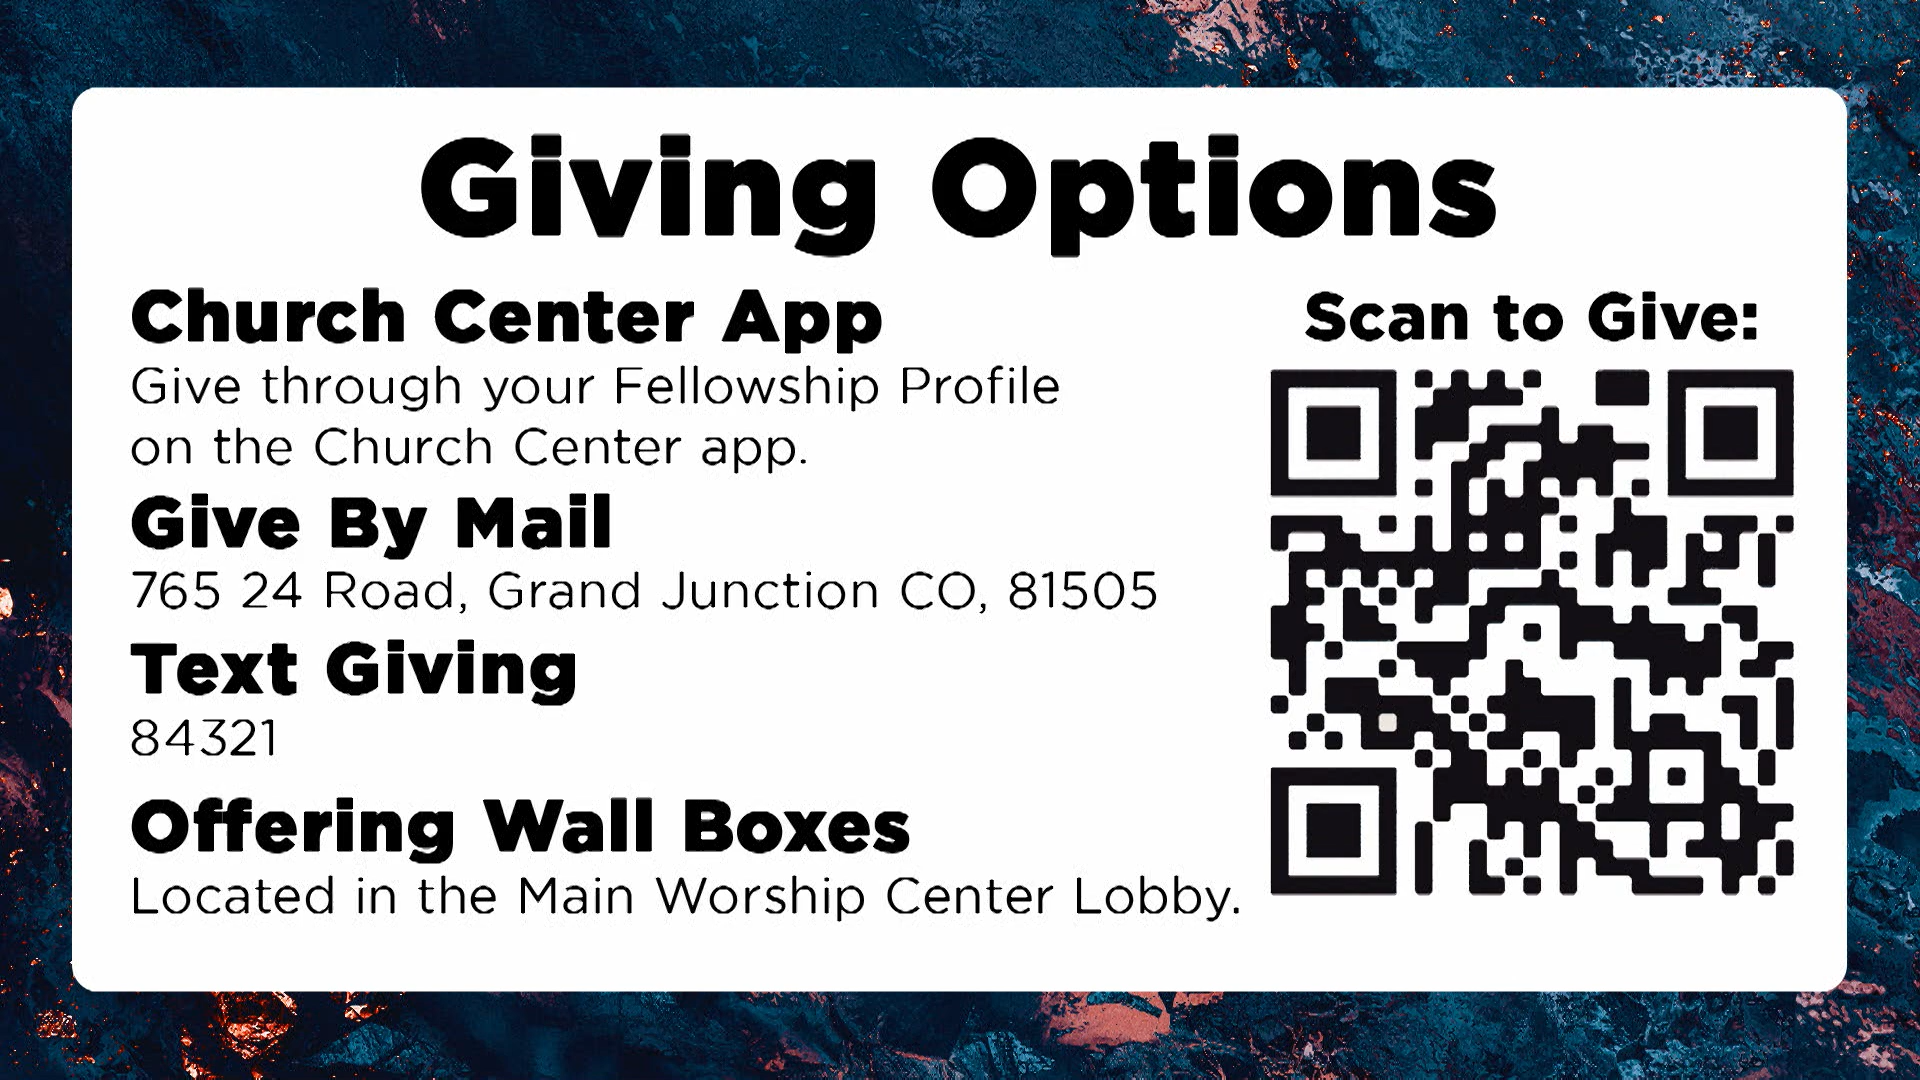 Giving Options
Church Center App
Give through your Fellowship Profile
on the Church Center app.
Give By Mail
765 24 Road, Grand Junction CO, 81505
Text Giving
84321
Offering Wall Boxes
Located in the Main Worship Center Lobby.
Scan to Give: